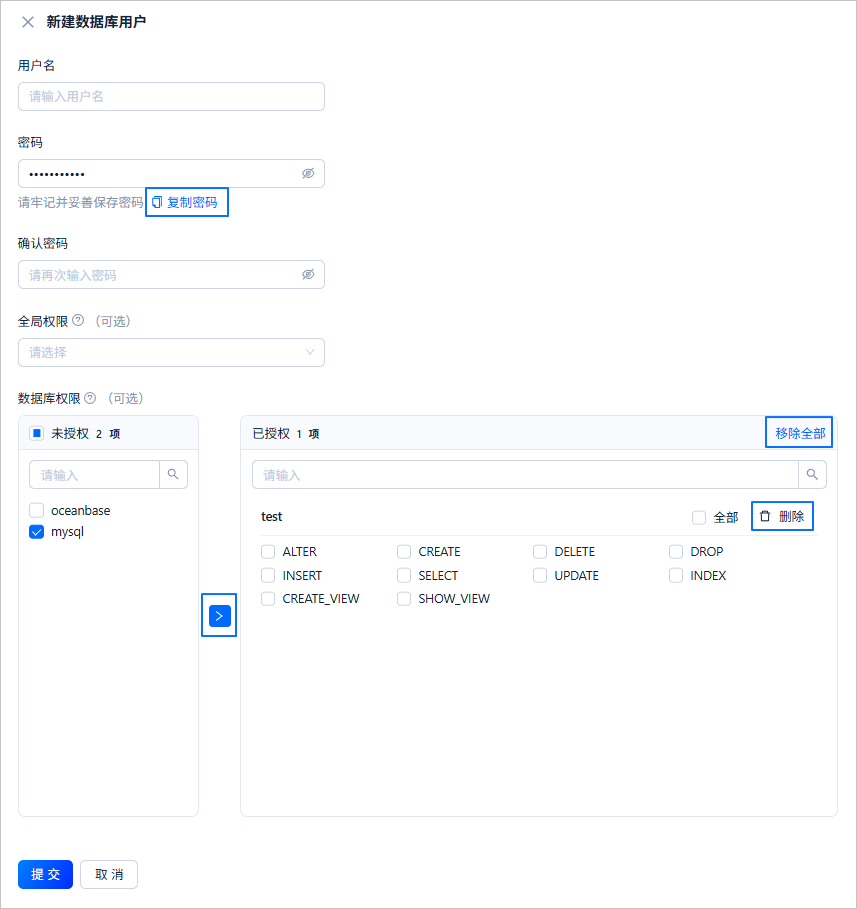 新建数据库用户
用户名
请输入用户名
密码
•••••••••••
请牢记并妥善保存密码 复制密码
确认密码
请再次输入密码
全局权限 (可选)
请选择
数据库权限 (可选)
未授权 2 项
已授权 1 项 移除全部
请输入
请输入
oceanbase
mysql
test 全部 删除
ALTER CREATE DELETE DROP
INSERT SELECT UPDATE INDEX
CREATE_VIEW SHOW_VIEW
提交 取消